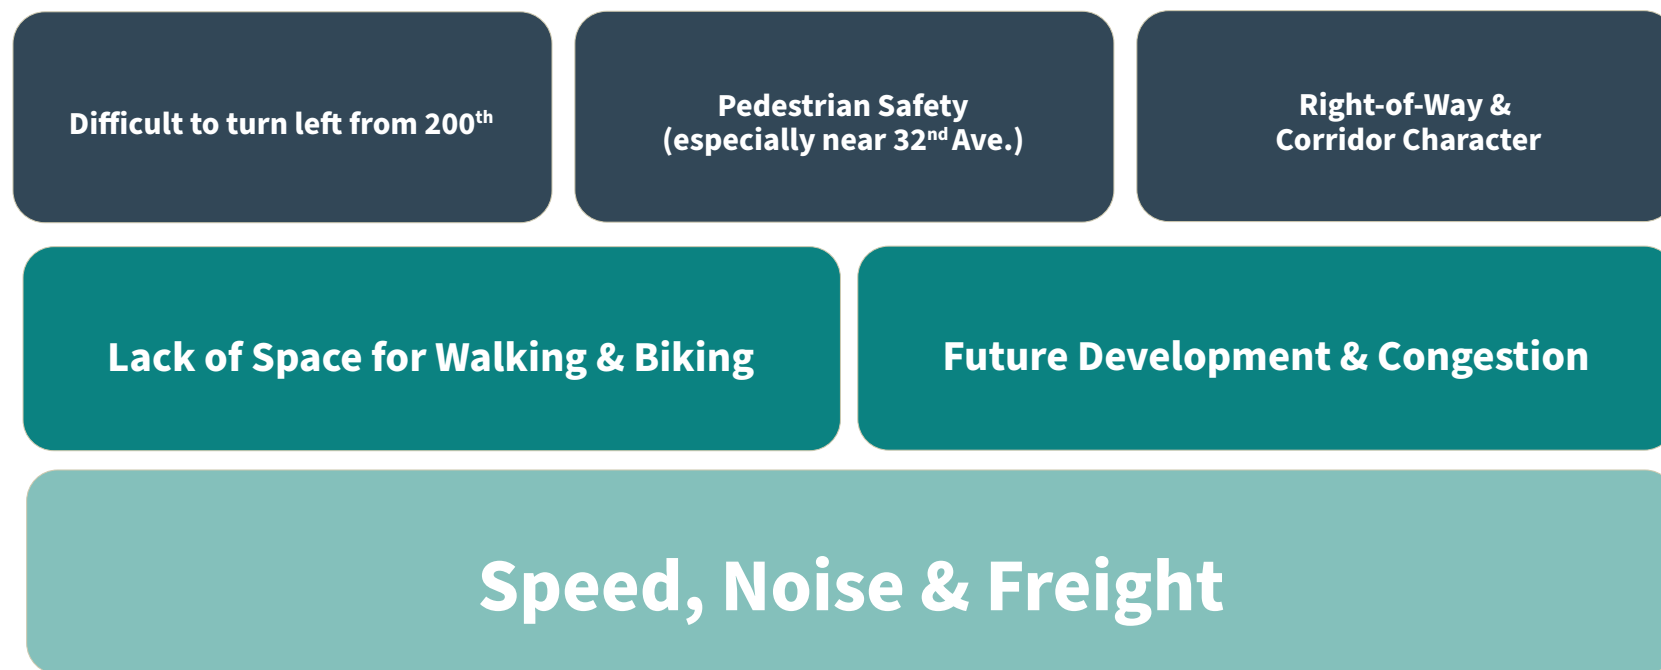 Difficult to turn left from 200th
Pedestrian Safety
(especially near 32nd Ave.)
Right-of-Way &
Corridor Character
Lack of Space for Walking & Biking
Future Development & Congestion
Speed, Noise & Freight